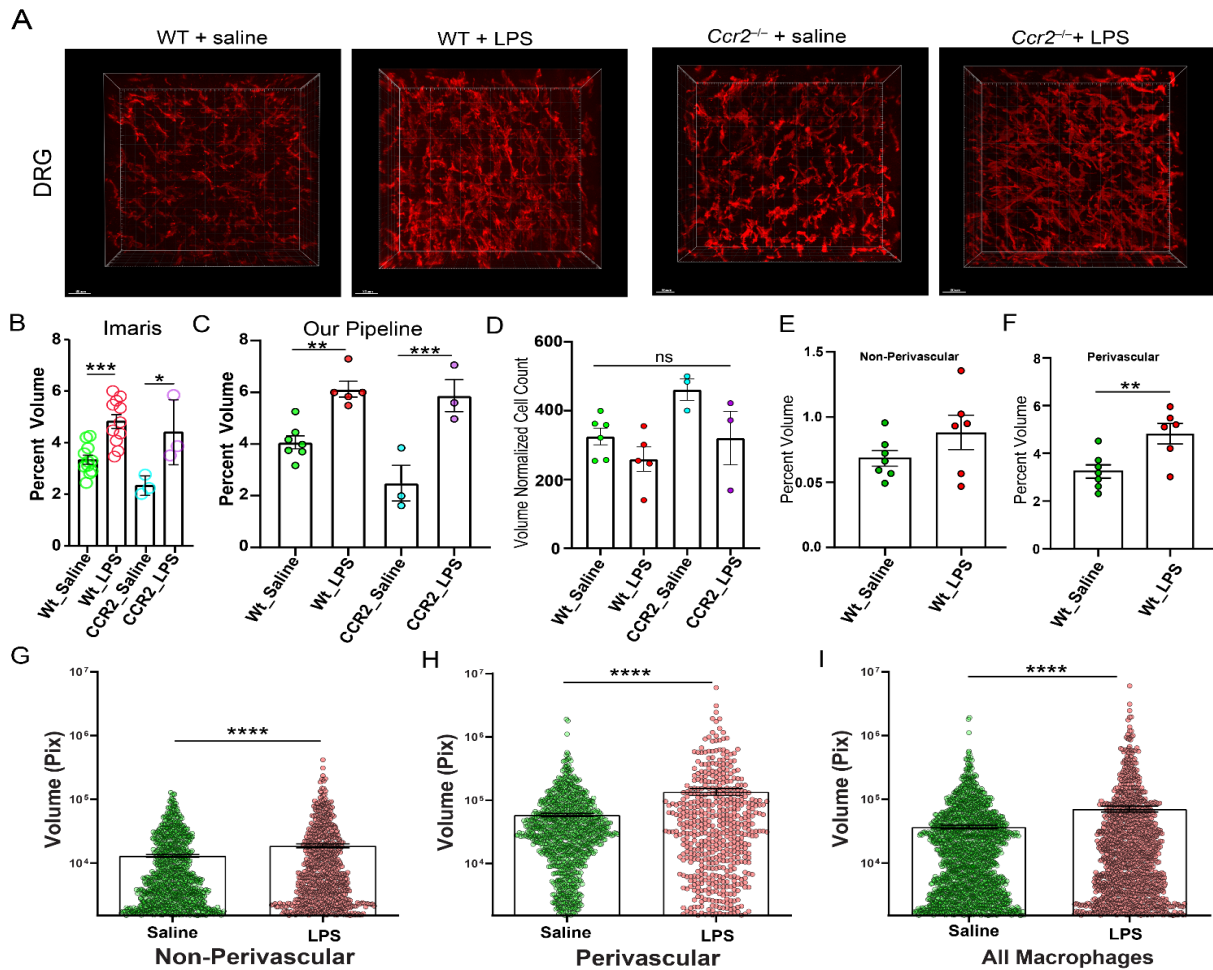 A
WT + saline
WT + LPS
Ccr2–/– + saline
Ccr2–/–+ LPS
DRG
B
Imaris
Percent Volume
8
6
4
2
0
***
*
Wt_Saline
Wt_LPS
CCR2_Saline
CCR2_LPS
C
Our Pipeline
Percent Volume
8
6
4
2
0
**
***
Wt_Saline
Wt_LPS
CCR2_Saline
CCR2_LPS
D
Volume Normalized Cell Count
600
400
200
0
ns
Wt_Saline
Wt_LPS
CCR2_Saline
CCR2_LPS
E
Non-Perivascular
Percent Volume
1.5
1.0
0.05
0.0
Wt_Saline
Wt_LPS
F
Perivascular
Percent Volume
8
6
4
2
0
**
Wt_Saline
Wt_LPS
G
Volume (Pix)
10⁷
10⁶
10⁵
10⁴
****
Saline
LPS
Non-Perivascular
H
Volume (Pix)
10⁷
10⁶
10⁵
10⁴
****
Saline
LPS
Perivascular
I
Volume (Pix)
10⁷
10⁶
10⁵
10⁴
****
Saline
LPS
All Macrophages